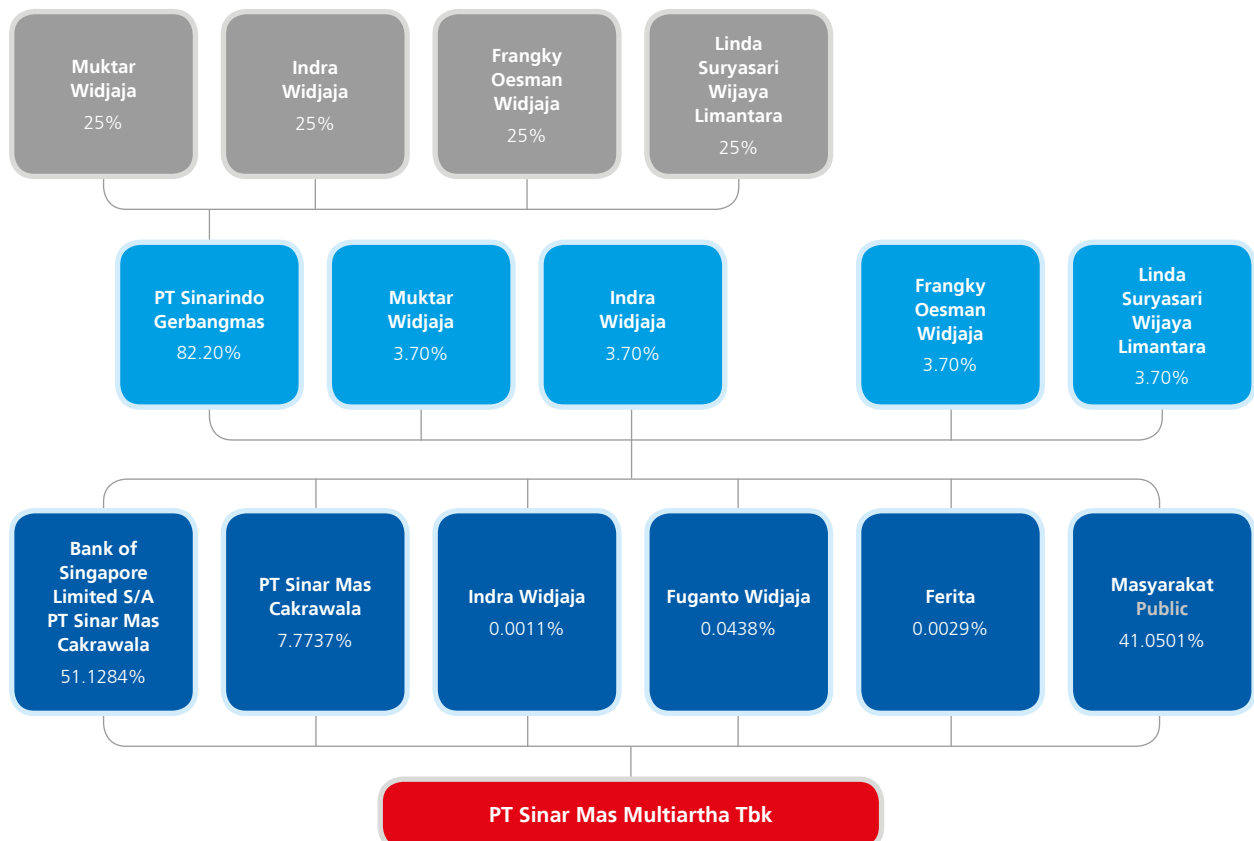 Muktar
Widjaja
25%
Indra
Widjaja
25%
Frangky
Oesman
Widjaja
25%
Linda
Suryasari
Wijaya
Limantara
25%
PT Sinarindo
Gerbangmas
82.20%
Muktar
Widjaja
3.70%
Indra
Widjaja
3.70%
Frangky
Oesman
Widjaja
3.70%
Linda
Suryasari
Wijaya
Limantara
3.70%
Bank of
Singapore
Limited S/A
PT Sinar Mas
Cakrawala
51.1284%
PT Sinar Mas
Cakrawala
7.7737%
Indra Widjaja
0.0011%
Fuganto Widjaja
0.0438%
Ferita
0.0029%
Masyarakat
Public
41.0501%
PT Sinar Mas Multiartha Tbk